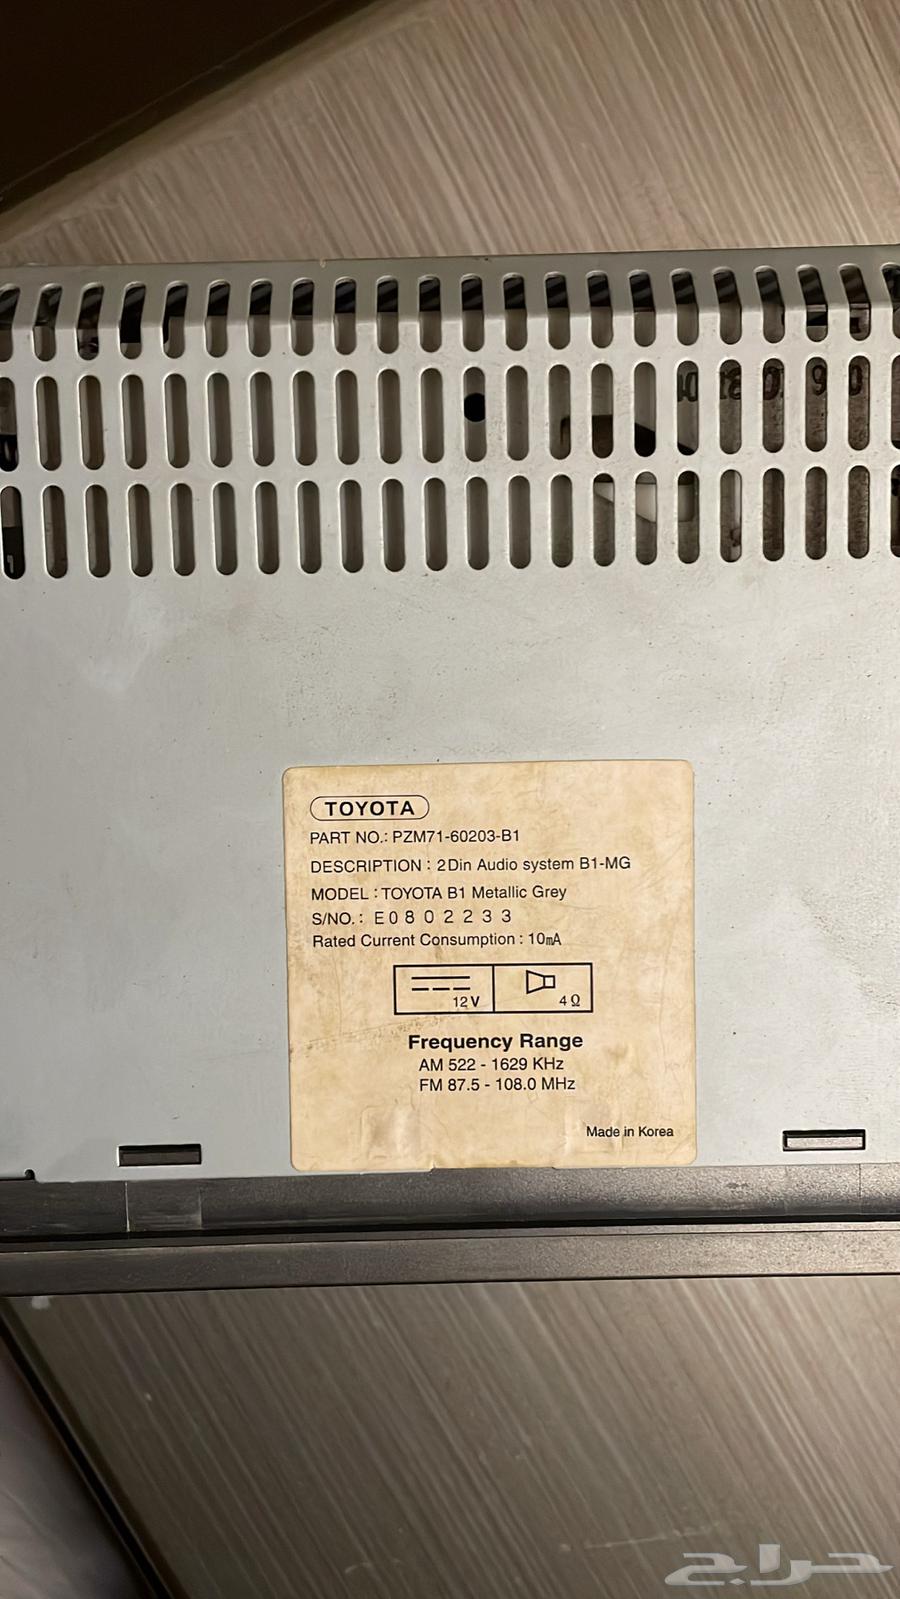 TOYOTA
PART NO.: PZM71-60203-B1
DESCRIPTION : 2Din Audio system B1-MG
MODEL : TOYOTA B1 Metallic Grey
S/NO. : E0802233
Rated Current Consumption : 10mA
12V 4Ω
Frequency Range
AM 522 - 1629 KHz
FM 87.5 - 108.0 MHz
Made in Korea
حراج